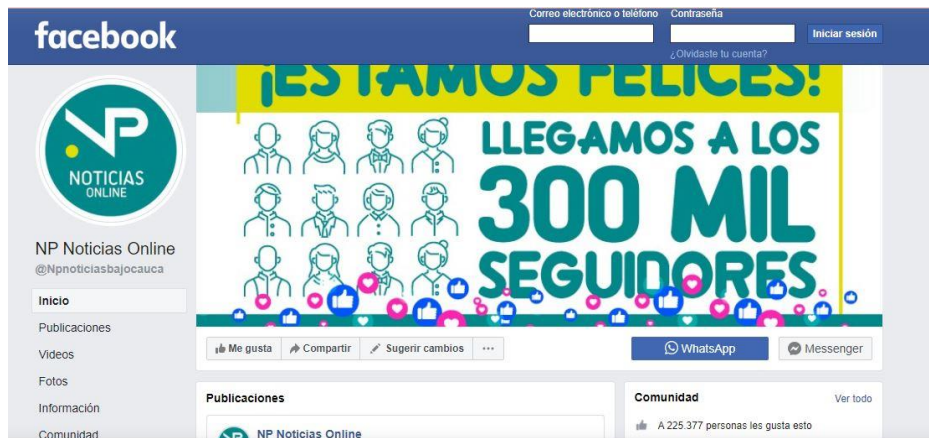 facebook
Correo electrónico o teléfono
Contraseña
Iniciar sesión
¿Olvidaste tu cuenta?
NP
NOTICIAS
ONLINE
NP Noticias Online
@Npnoticiasbajocauca
Inicio
Publicaciones
Videos
Fotos
Información
Comunidad
¡ESTAMOS FELICES!
LLEGAMOS A LOS
300 MIL
SEGUIDORES
Me gusta
Compartir
Sugerir cambios
WhatsApp
Messenger
Publicaciones
NP Noticias Online
Comunidad
Ver todo
A 225.377 personas les gusta esto